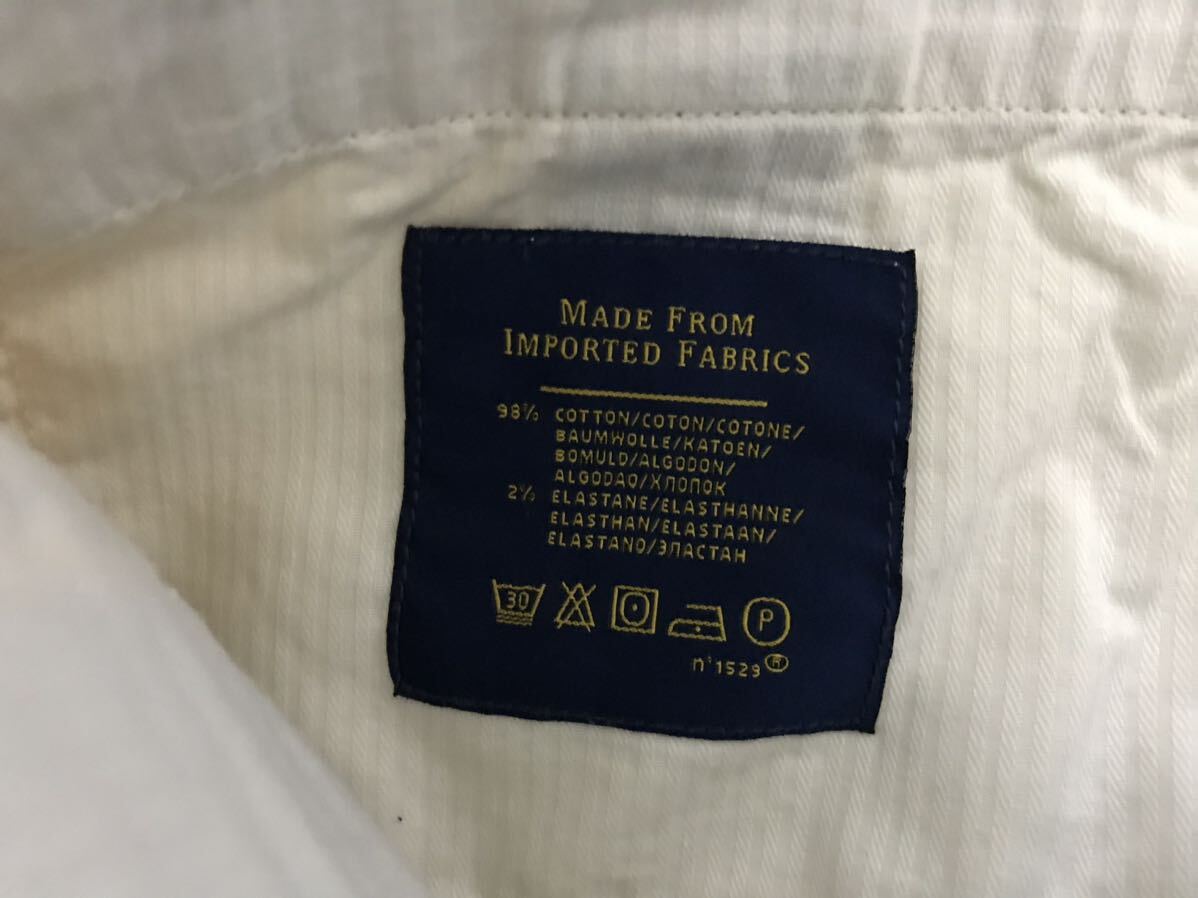 MADE FROM
IMPORTED FABRICS
98% COTTON/COTON/COTONE/
BAUMWOLLE/KATOEN/
BOMULD/ALGODON/
ALGODAO/ХЛОПОК
2% ELASTANE/ELASTHANNE/
ELASTHAN/ELASTAAN/
ELASTANO/ЭЛАСТАН
30 P
n°1529 ®